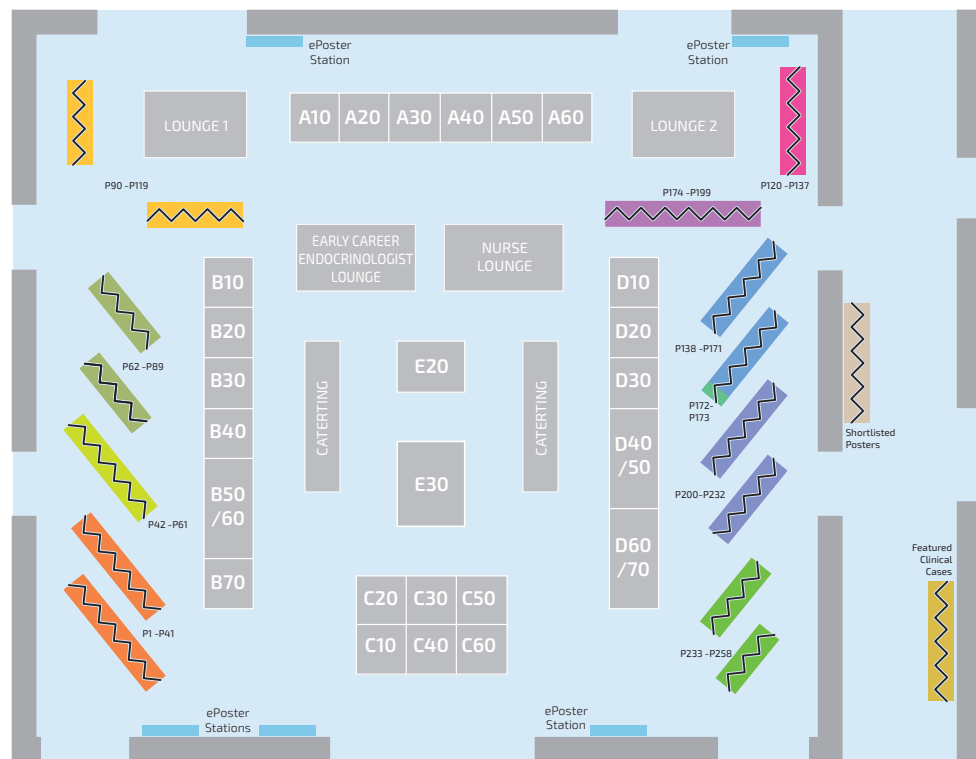 ePoster
Station
ePoster
Station
LOUNGE 1
A10
A20
A30
A40
A50
A60
LOUNGE 2
P90 -P119
P174 -P199
P120 -P137
EARLY CAREER
ENDOCRINOLOGIST
LOUNGE
NURSE
LOUNGE
B10
B20
B30
B40
B50
/60
B70
P62 -P89
P42 -P61
P1 -P41
CATERTING
E20
E30
CATERTING
D10
D20
D30
D40
/50
D60
/70
P138 -P171
P172-
P173
P200 -P232
P233 -P258
Shortlisted
Posters
Featured
Clinical
Cases
C20
C30
C50
C10
C40
C60
ePoster
Stations
ePoster
Station